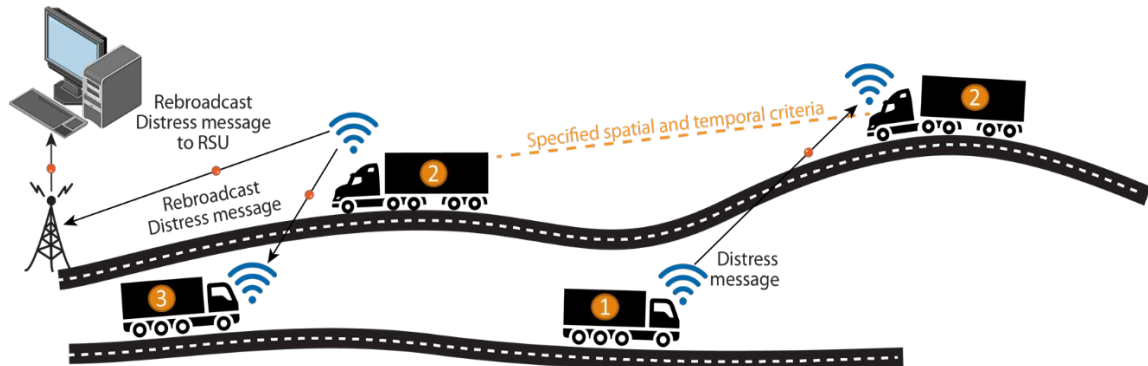 Rebroadcast
Distress message
to RSU
Rebroadcast
Distress message
2
Specified spatial and temporal criteria
2
3
1
Distress
message